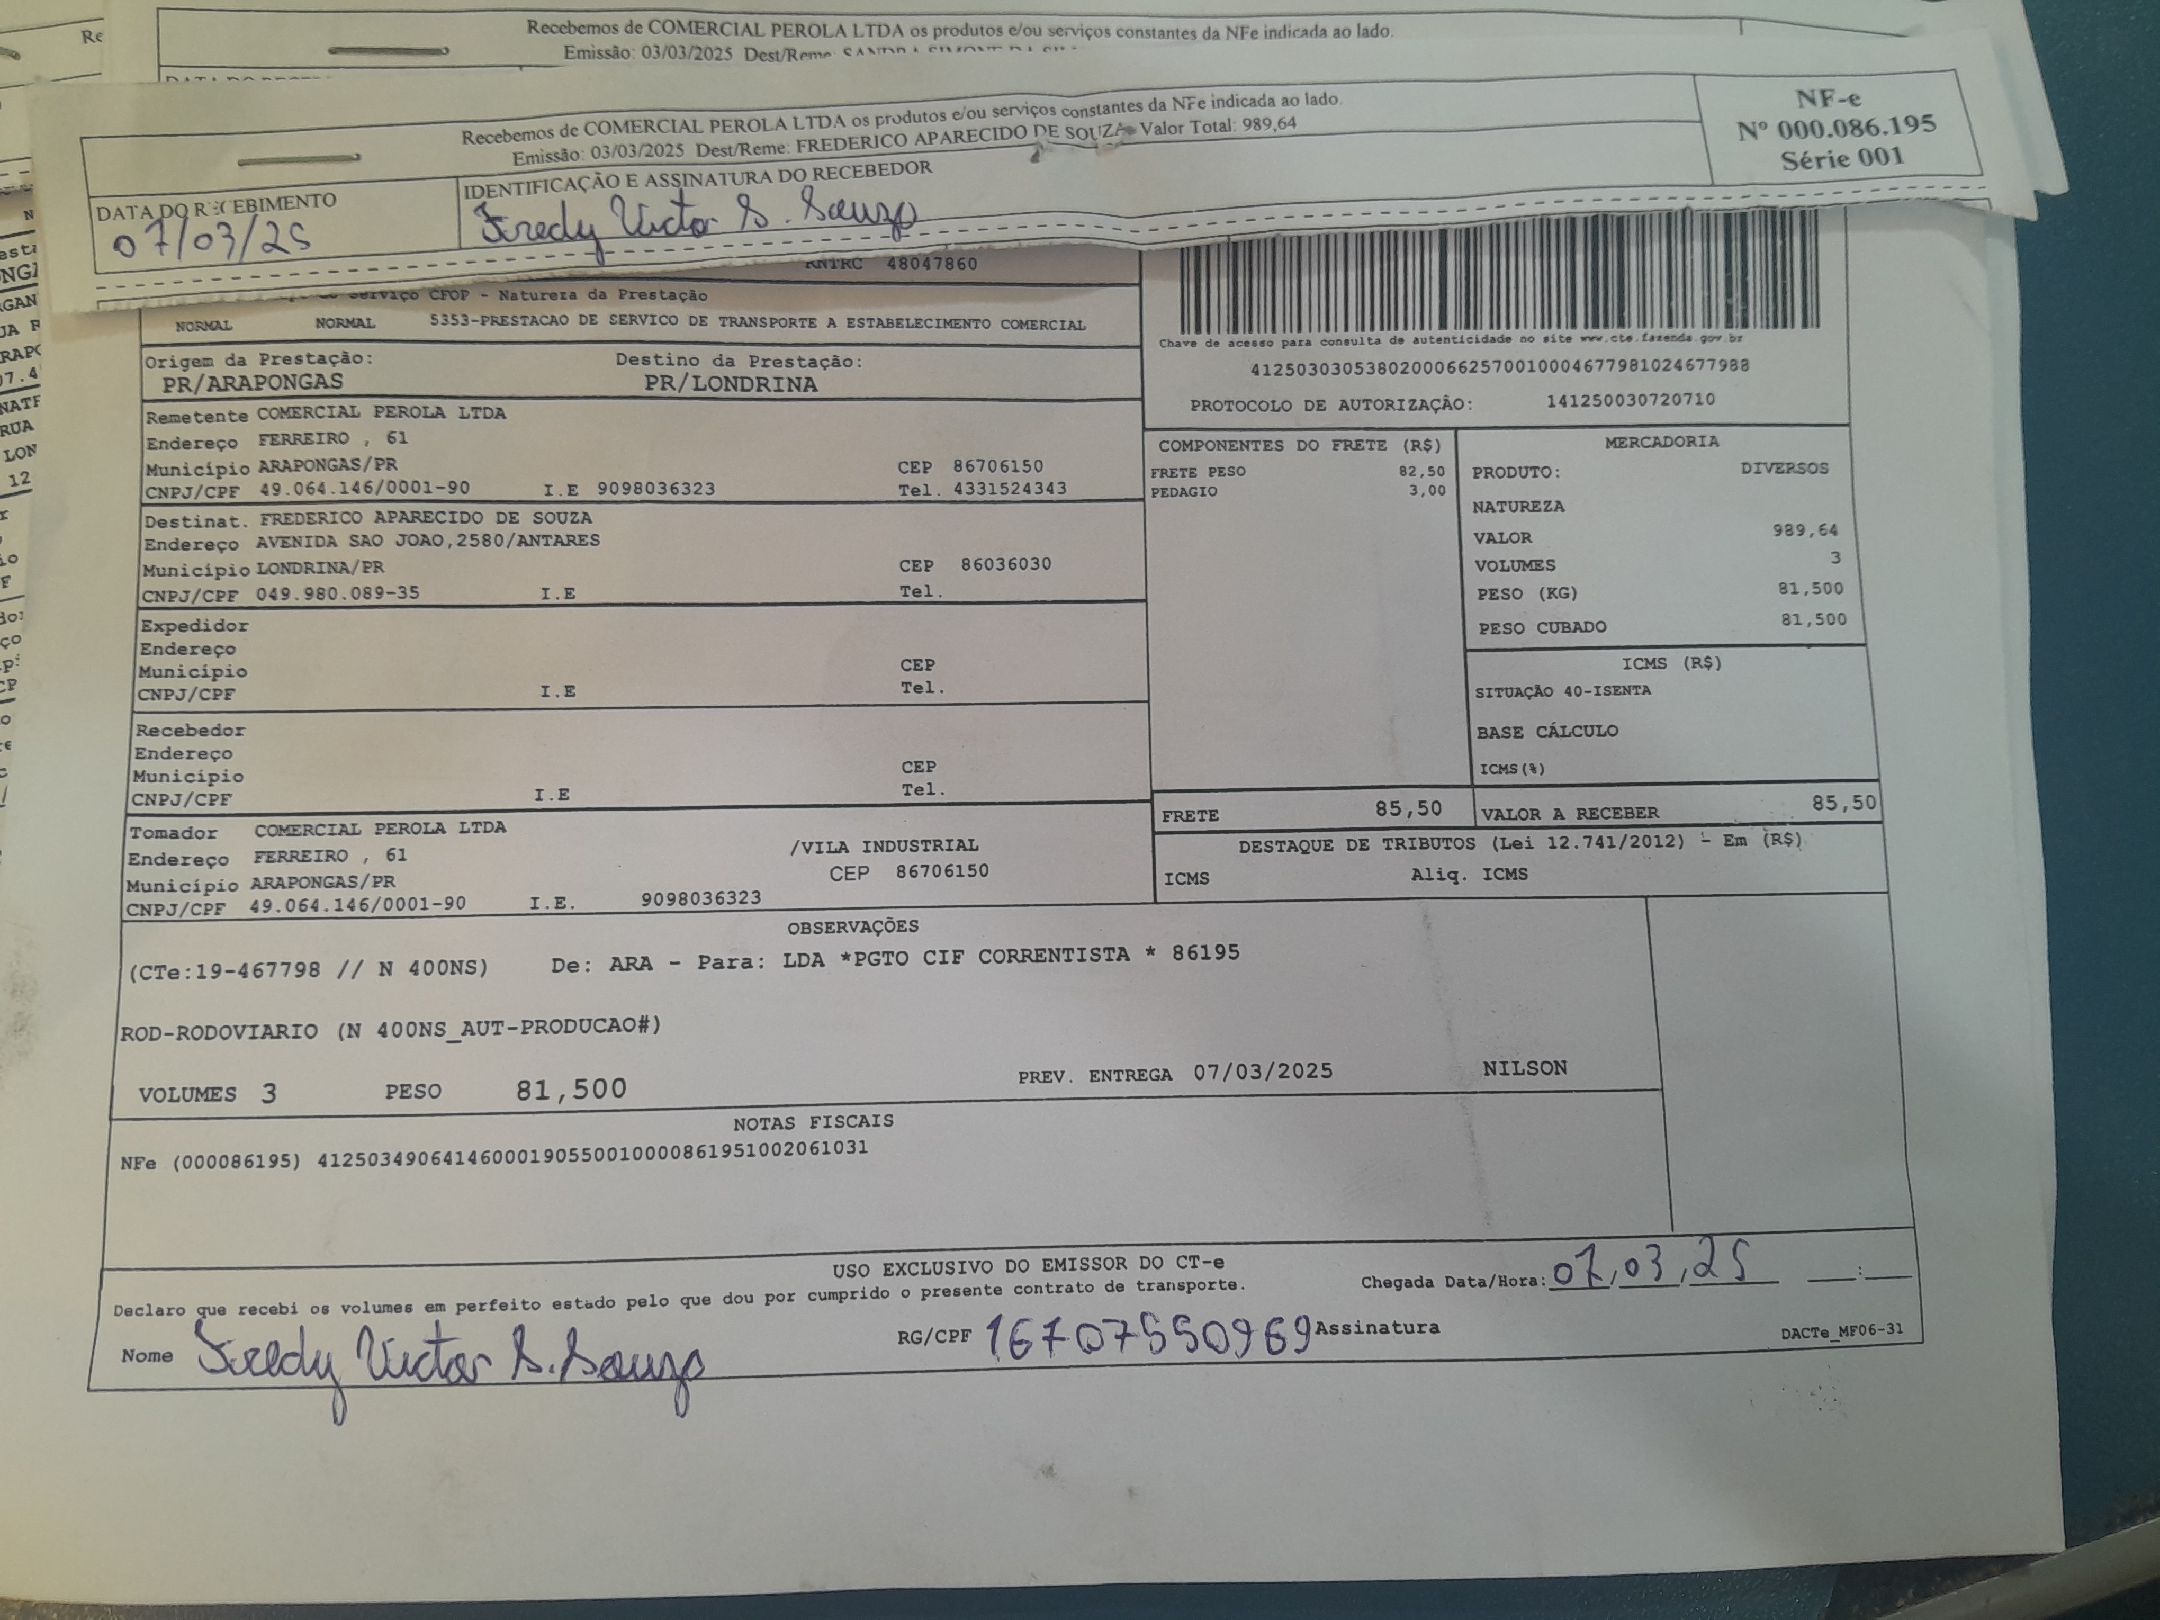 Recebemos de COMERCIAL PEROLA LTDA os produtos e/ou serviços constantes da NFe indicada ao lado.
Emissão: 03/03/2025 Dest/Reme:
Recebemos de COMERCIAL PEROLA LTDA os produtos e/ou serviços constantes da NFe indicada ao lado.
Emissão: 03/03/2025 Dest/Reme: FREDERICO APARECIDO DE SOUZA Valor Total: 989,64
NF-e
Nº 000.086.195
Série 001
DATA DO RECEBIMENTO
07/03/25
IDENTIFICAÇÃO E ASSINATURA DO RECEBEDOR
Fredy Victor S. Souza
RNTRC 48047860
Serviço CFOP - Natureza da Prestação
NORMAL NORMAL 5353-PRESTACAO DE SERVICO DE TRANSPORTE A ESTABELECIMENTO COMERCIAL
Chave de acesso para consulta de autenticidade no site www.cte.fazenda.gov.br
41250303053802000662570010004677981024677988
PROTOCOLO DE AUTORIZAÇÃO: 141250030720710
Origem da Prestação: Destino da Prestação:
PR/ARAPONGAS PR/LONDRINA
Remetente COMERCIAL PEROLA LTDA
Endereço FERREIRO , 61
Município ARAPONGAS/PR CEP 86706150
CNPJ/CPF 49.064.146/0001-90 I.E 9098036323 Tel. 4331524343
Destinat. FREDERICO APARECIDO DE SOUZA
Endereço AVENIDA SAO JOAO,2580/ANTARES
Município LONDRINA/PR CEP 86036030
CNPJ/CPF 049.980.089-35 I.E Tel.
Expedidor
Endereço
Município CEP
CNPJ/CPF I.E Tel.
Recebedor
Endereço
Município CEP
CNPJ/CPF I.E Tel.
Tomador COMERCIAL PEROLA LTDA
Endereço FERREIRO , 61 /VILA INDUSTRIAL
Município ARAPONGAS/PR CEP 86706150
CNPJ/CPF 49.064.146/0001-90 I.E. 9098036323
COMPONENTES DO FRETE (R$)
FRETE PESO 82,50
PEDAGIO 3,00
MERCADORIA
PRODUTO: DIVERSOS
NATUREZA
VALOR 989,64
VOLUMES 3
PESO (KG) 81,500
PESO CUBADO 81,500
ICMS (R$)
SITUAÇÃO 40-ISENTA
BASE CÁLCULO
ICMS(%)
FRETE 85,50 VALOR A RECEBER 85,50
DESTAQUE DE TRIBUTOS (Lei 12.741/2012) - Em (R$)
ICMS Aliq. ICMS
OBSERVAÇÕES
(CTe:19-467798 // N 400NS) De: ARA - Para: LDA *PGTO CIF CORRENTISTA * 86195
ROD-RODOVIARIO (N 400NS_AUT-PRODUCAO#)
VOLUMES 3 PESO 81,500 PREV. ENTREGA 07/03/2025 NILSON
NOTAS FISCAIS
NFe (000086195) 41250349064146000190550010000861951002061031
USO EXCLUSIVO DO EMISSOR DO CT-e
Declaro que recebi os volumes em perfeito estado pelo que dou por cumprido o presente contrato de transporte.
Chegada Data/Hora: 07,03,25 __:__
Nome Fredy Victor S. Souza RG/CPF 16707550969 Assinatura
DACTe_MF06-31